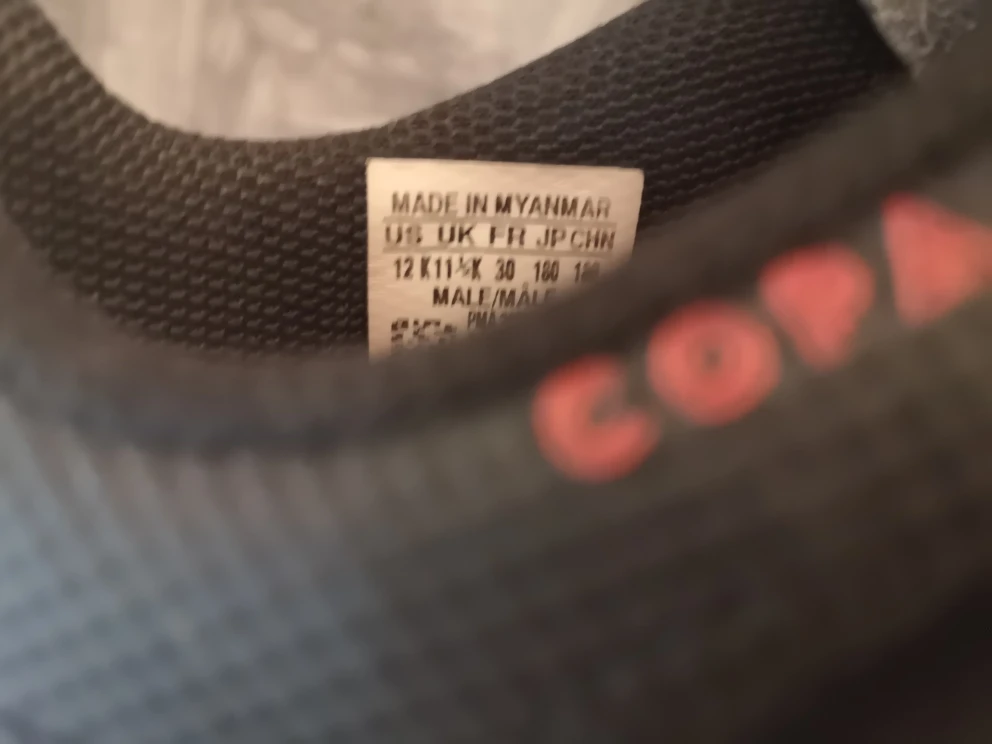 MADE IN MYANMAR
US UK FR JP CHN
12 K 11½K 30 180
MALE/MÂLE
COPA